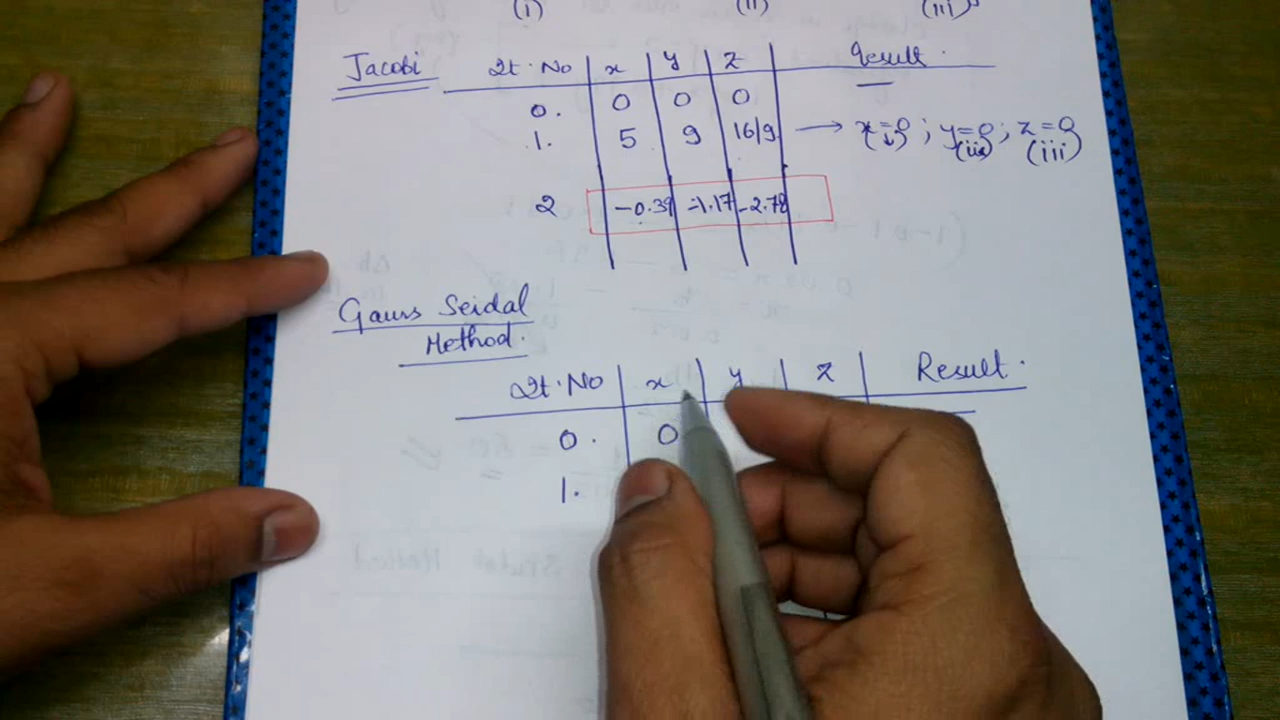 (i) (ii) (iii)
Jacobi It. No x y z result.
0. 0 0 0
1. 5 9 16/9 → x=0 ; y=0 ; z=0
(iii)
2 -0.39 -1.17 -2.78
Gauss Seidal
Method.
It. No x y z Result.
0. 0
1.